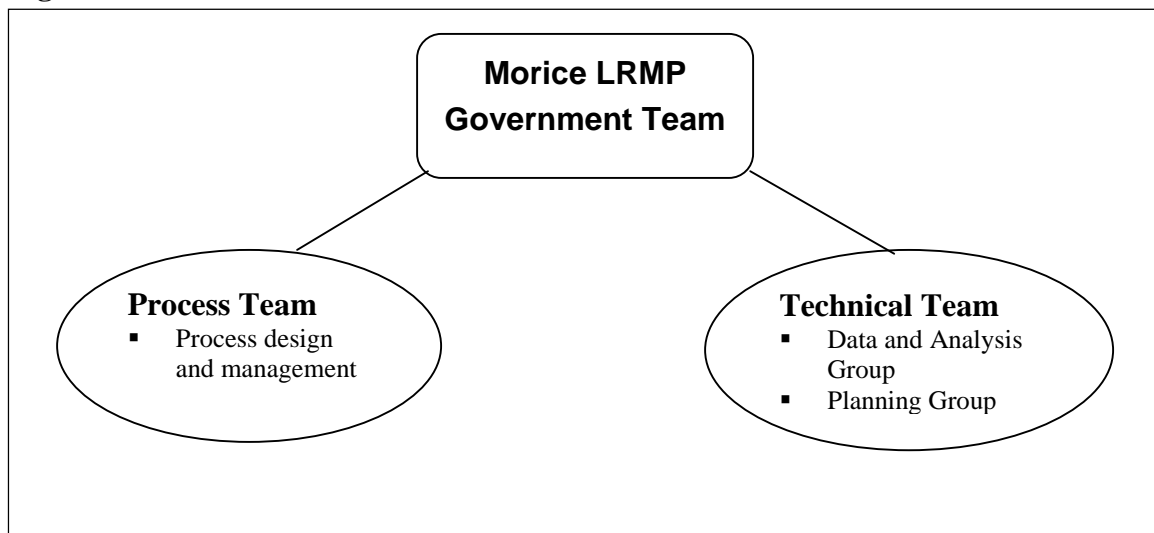 Morice LRMP
Government Team
Process Team
▪ Process design
and management
Technical Team
▪ Data and Analysis
Group
▪ Planning Group